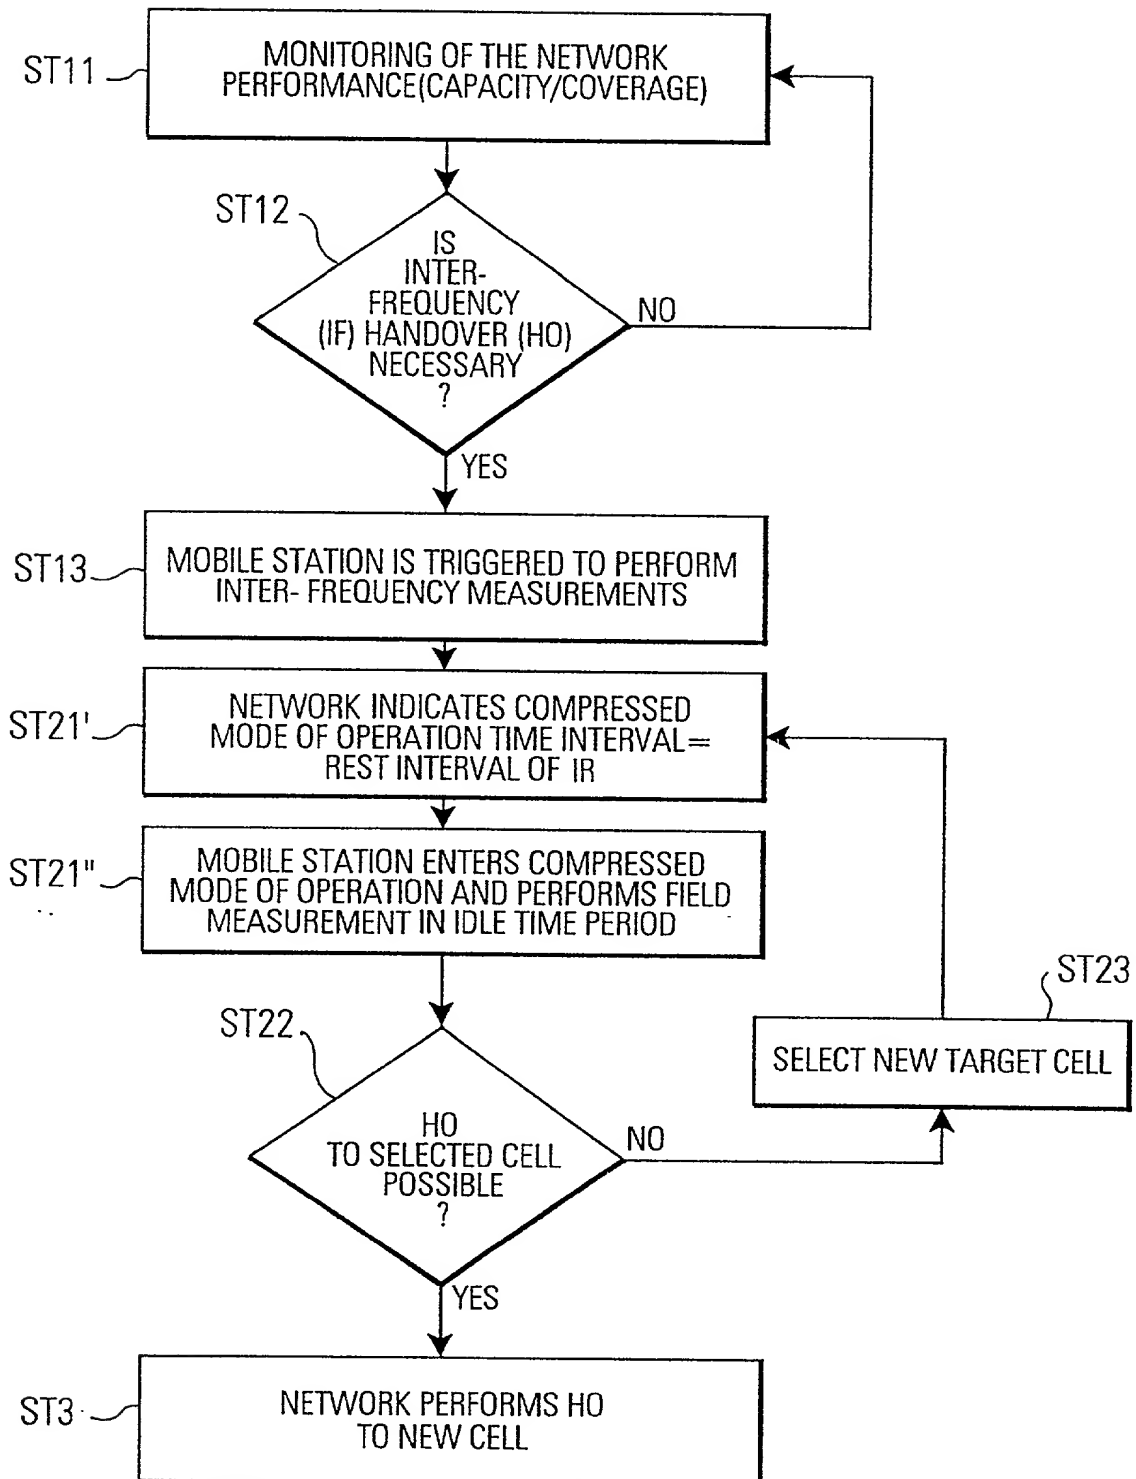 ST11
MONITORING OF THE NETWORK
PERFORMANCE(CAPACITY/COVERAGE)
ST12
IS
INTER-
FREQUENCY
(IF) HANDOVER (HO)
NECESSARY
?
NO
YES
ST13
MOBILE STATION IS TRIGGERED TO PERFORM
INTER- FREQUENCY MEASUREMENTS
ST21'
NETWORK INDICATES COMPRESSED
MODE OF OPERATION TIME INTERVAL=
REST INTERVAL OF IR
ST21"
MOBILE STATION ENTERS COMPRESSED
MODE OF OPERATION AND PERFORMS FIELD
MEASUREMENT IN IDLE TIME PERIOD
ST22
HO
TO SELECTED CELL
POSSIBLE
?
NO
ST23
SELECT NEW TARGET CELL
YES
ST3
NETWORK PERFORMS HO
TO NEW CELL